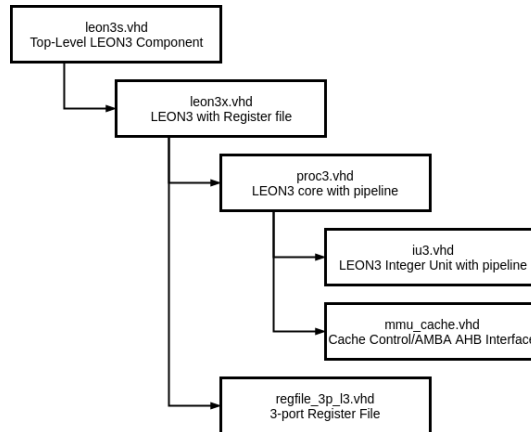 leon3s.vhd
Top-Level LEON3 Component
leon3x.vhd
LEON3 with Register file
proc3.vhd
LEON3 core with pipeline
iu3.vhd
LEON3 Integer Unit with pipeline
mmu_cache.vhd
Cache Control/AMBA AHB Interface
regfile_3p_l3.vhd
3-port Register File